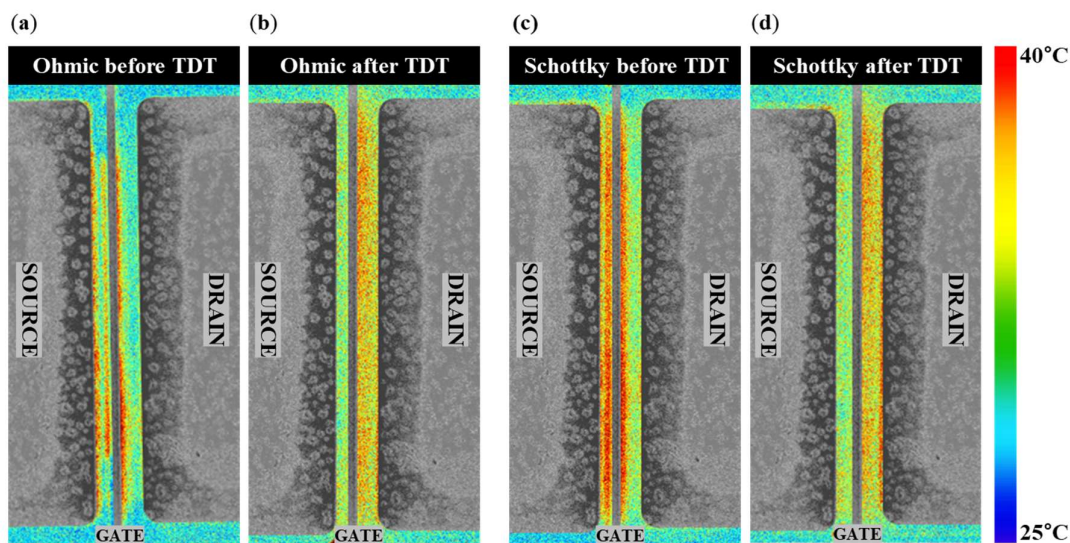 (a)
(b)
(c)
(d)
Ohmic before TDT
Ohmic after TDT
Schottky before TDT
Schottky after TDT
40°C
SOURCE
DRAIN
SOURCE
DRAIN
SOURCE
DRAIN
SOURCE
DRAIN
GATE
GATE
GATE
GATE
25°C